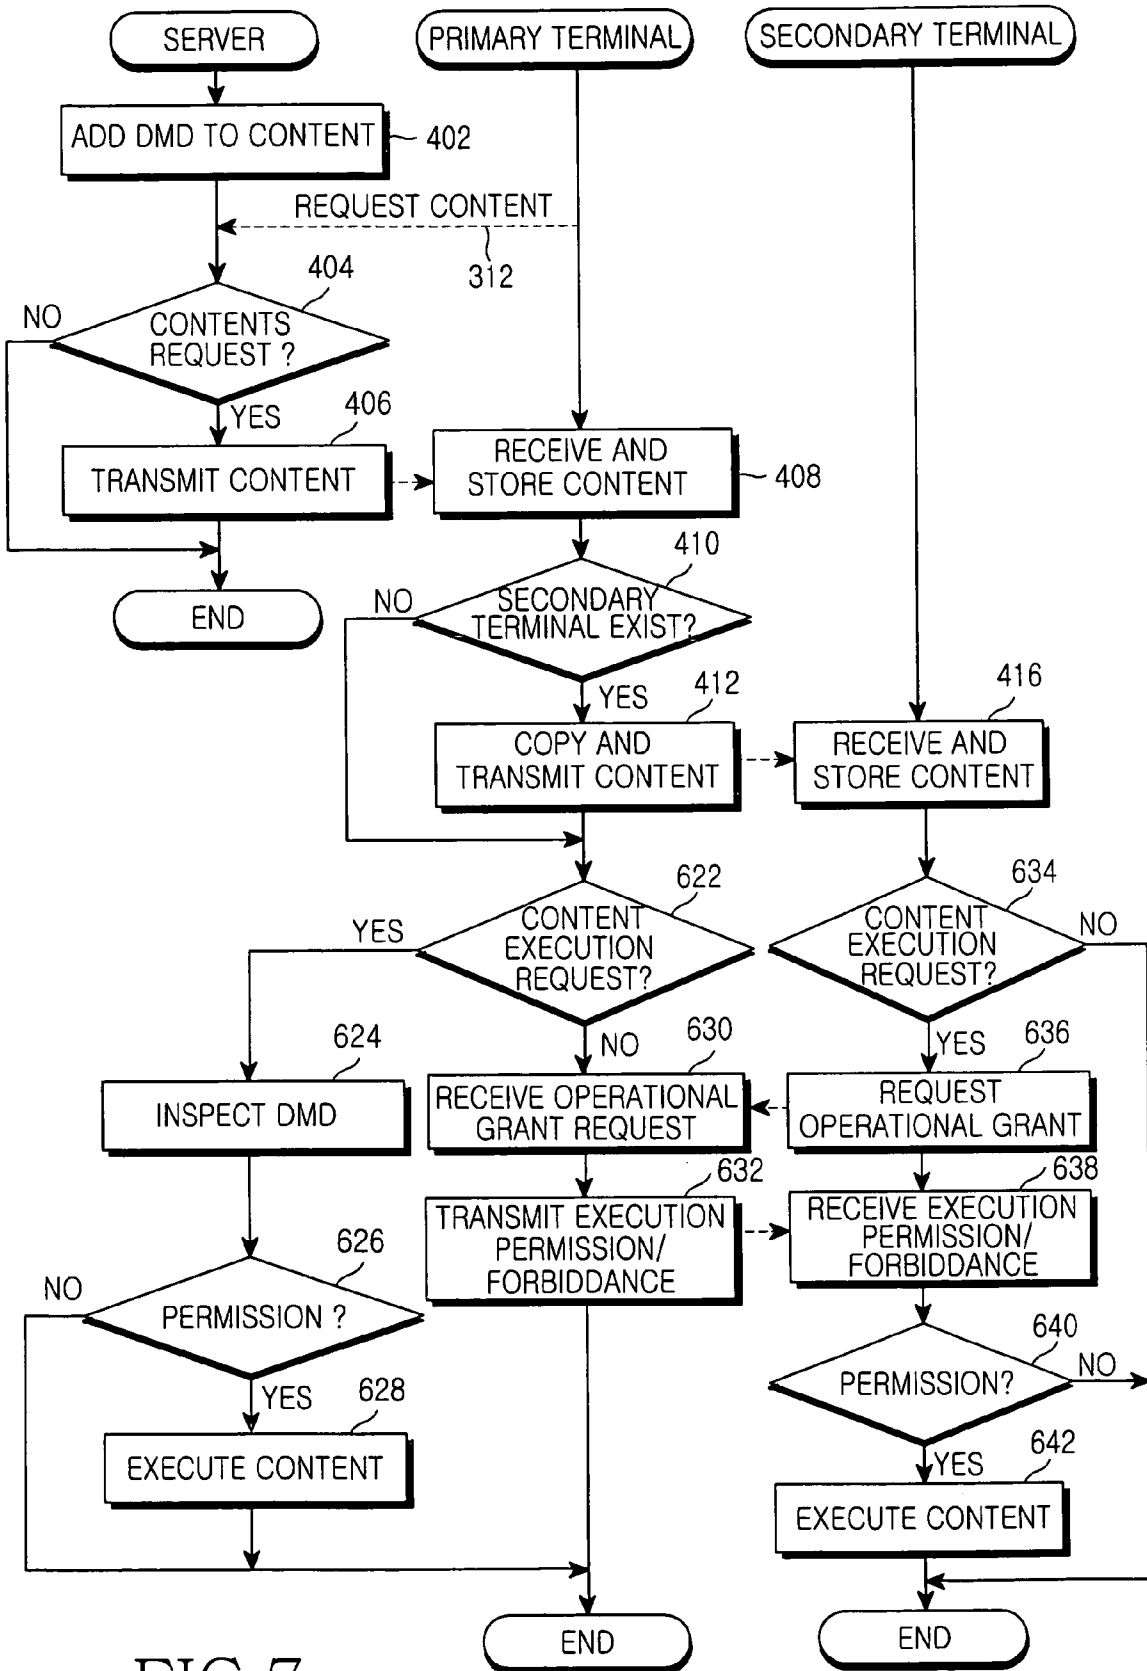 SERVER
PRIMARY TERMINAL
SECONDARY TERMINAL
ADD DMD TO CONTENT
402
REQUEST CONTENT
312
404
NO
CONTENTS
REQUEST ?
YES
406
TRANSMIT CONTENT
RECEIVE AND
STORE CONTENT
408
END
410
NO
SECONDARY
TERMINAL EXIST?
YES
412
COPY AND
TRANSMIT CONTENT
416
RECEIVE AND
STORE CONTENT
622
YES
CONTENT
EXECUTION
REQUEST?
NO
634
CONTENT
EXECUTION
REQUEST?
NO
YES
624
INSPECT DMD
630
RECEIVE OPERATIONAL
GRANT REQUEST
636
REQUEST
OPERATIONAL GRANT
632
TRANSMIT EXECUTION
PERMISSION/
FORBIDDANCE
638
RECEIVE EXECUTION
PERMISSION/
FORBIDDANCE
626
NO
PERMISSION ?
YES
628
EXECUTE CONTENT
640
PERMISSION?
NO
YES
642
EXECUTE CONTENT
END
END